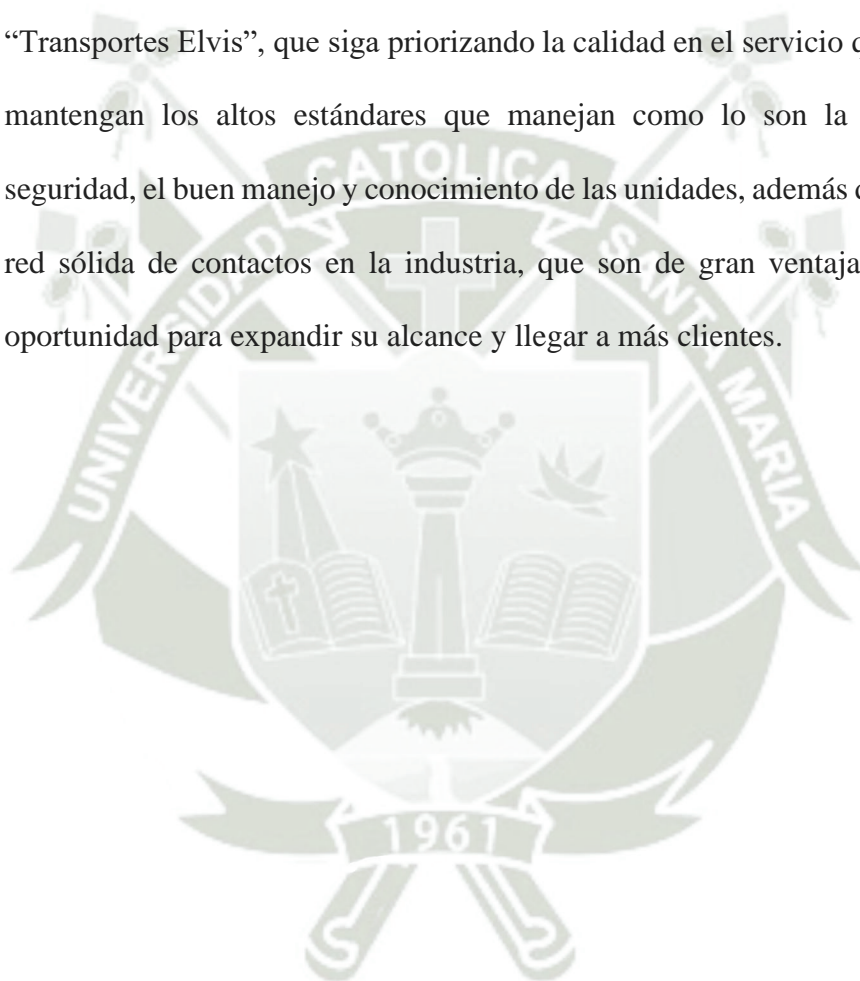 “Transportes Elvis”, que siga priorizando la calidad en el servicio
mantengan los altos estándares que manejan como lo son la
seguridad, el buen manejo y conocimiento de las unidades, además
red sólida de contactos en la industria, que son de gran ventaja
oportunidad para expandir su alcance y llegar a más clientes.
UNIVERSIDAD CATOLICA SANTA MARIA
1961